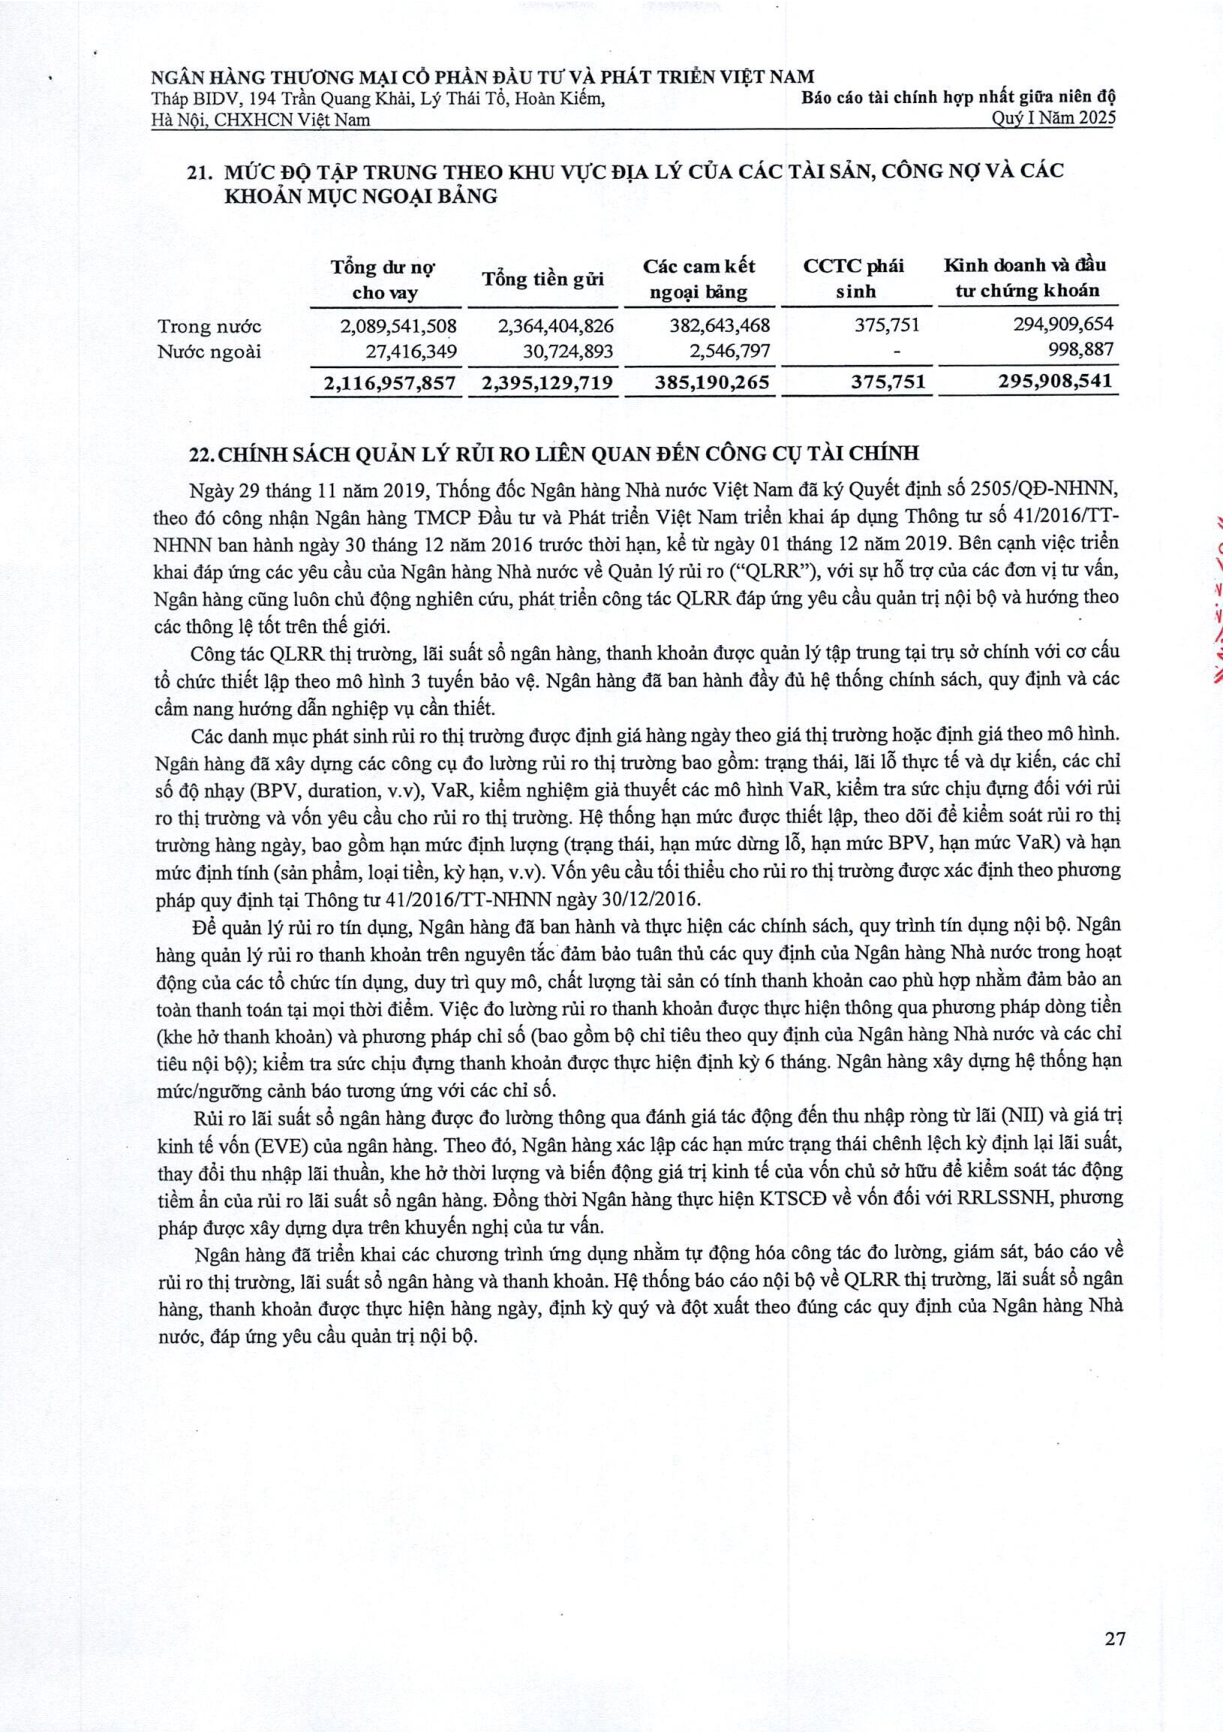 NGÂN HÀNG THƯƠNG MẠI CỔ PHẦN ĐẦU TƯ VÀ PHÁT TRIỂN VIỆT NAM
Tháp BIDV, 194 Trần Quang Khải, Lý Thái Tổ, Hoàn Kiếm, Báo cáo tài chính hợp nhất giữa niên độ
Hà Nội, CHXHCN Việt Nam Quý I Năm 2025
21. MỨC ĐỘ TẬP TRUNG THEO KHU VỰC ĐỊA LÝ CỦA CÁC TÀI SẢN, CÔNG NỢ VÀ CÁC
KHOẢN MỤC NGOẠI BẢNG
Tổng dư nợ cho vay Tổng tiền gửi Các cam kết ngoại bảng CCTC phái sinh Kinh doanh và đầu tư chứng khoán
Trong nước 2,089,541,508 2,364,404,826 382,643,468 375,751 294,909,654
Nước ngoài 27,416,349 30,724,893 2,546,797 - 998,887
2,116,957,857 2,395,129,719 385,190,265 375,751 295,908,541
22. CHÍNH SÁCH QUẢN LÝ RỦI RO LIÊN QUAN ĐẾN CÔNG CỤ TÀI CHÍNH
Ngày 29 tháng 11 năm 2019, Thống đốc Ngân hàng Nhà nước Việt Nam đã ký Quyết định số 2505/QĐ-NHNN,
theo đó công nhận Ngân hàng TMCP Đầu tư và Phát triển Việt Nam triển khai áp dụng Thông tư số 41/2016/TT-
NHNN ban hành ngày 30 tháng 12 năm 2016 trước thời hạn, kể từ ngày 01 tháng 12 năm 2019. Bên cạnh việc triển
khai đáp ứng các yêu cầu của Ngân hàng Nhà nước về Quản lý rủi ro (“QLRR”), với sự hỗ trợ của các đơn vị tư vấn,
Ngân hàng cũng luôn chủ động nghiên cứu, phát triển công tác QLRR đáp ứng yêu cầu quản trị nội bộ và hướng theo
các thông lệ tốt trên thế giới.
Công tác QLRR thị trường, lãi suất sổ ngân hàng, thanh khoản được quản lý tập trung tại trụ sở chính với cơ cấu
tổ chức thiết lập theo mô hình 3 tuyến bảo vệ. Ngân hàng đã ban hành đầy đủ hệ thống chính sách, quy định và các
cẩm nang hướng dẫn nghiệp vụ cần thiết.
Các danh mục phát sinh rủi ro thị trường được định giá hàng ngày theo giá thị trường hoặc định giá theo mô hình.
Ngân hàng đã xây dựng các công cụ đo lường rủi ro thị trường bao gồm: trạng thái, lãi lỗ thực tế và dự kiến, các chỉ
số độ nhạy (BPV, duration, v.v), VaR, kiểm nghiệm giả thuyết các mô hình VaR, kiểm tra sức chịu đựng đối với rủi
ro thị trường và vốn yêu cầu cho rủi ro thị trường. Hệ thống hạn mức được thiết lập, theo dõi để kiểm soát rủi ro thị
trường hàng ngày, bao gồm hạn mức định lượng (trạng thái, hạn mức dừng lỗ, hạn mức BPV, hạn mức VaR) và hạn
mức định tính (sản phẩm, loại tiền, kỳ hạn, v.v). Vốn yêu cầu tối thiểu cho rủi ro thị trường được xác định theo phương
pháp quy định tại Thông tư 41/2016/TT-NHNN ngày 30/12/2016.
Để quản lý rủi ro tín dụng, Ngân hàng đã ban hành và thực hiện các chính sách, quy trình tín dụng nội bộ. Ngân
hàng quản lý rủi ro thanh khoản trên nguyên tắc đảm bảo tuân thủ các quy định của Ngân hàng Nhà nước trong hoạt
động của các tổ chức tín dụng, duy trì quy mô, chất lượng tài sản có tính thanh khoản cao phù hợp nhằm đảm bảo an
toàn thanh toán tại mọi thời điểm. Việc đo lường rủi ro thanh khoản được thực hiện thông qua phương pháp dòng tiền
(khe hở thanh khoản) và phương pháp chỉ số (bao gồm bộ chỉ tiêu theo quy định của Ngân hàng Nhà nước và các chỉ
tiêu nội bộ); kiểm tra sức chịu đựng thanh khoản được thực hiện định kỳ 6 tháng. Ngân hàng xây dựng hệ thống hạn
mức/ngưỡng cảnh báo tương ứng với các chỉ số.
Rủi ro lãi suất sổ ngân hàng được đo lường thông qua đánh giá tác động đến thu nhập ròng từ lãi (NII) và giá trị
kinh tế vốn (EVE) của ngân hàng. Theo đó, Ngân hàng xác lập các hạn mức trạng thái chênh lệch kỳ định lại lãi suất,
thay đổi thu nhập lãi thuần, khe hở thời lượng và biến động giá trị kinh tế của vốn chủ sở hữu để kiểm soát tác động
tiềm ẩn của rủi ro lãi suất sổ ngân hàng. Đồng thời Ngân hàng thực hiện KTSCĐ về vốn đối với RRLSSNH, phương
pháp được xây dựng dựa trên khuyến nghị của tư vấn.
Ngân hàng đã triển khai các chương trình ứng dụng nhằm tự động hóa công tác đo lường, giám sát, báo cáo về
rủi ro thị trường, lãi suất sổ ngân hàng và thanh khoản. Hệ thống báo cáo nội bộ về QLRR thị trường, lãi suất sổ ngân
hàng, thanh khoản được thực hiện hàng ngày, định kỳ quý và đột xuất theo đúng các quy định của Ngân hàng Nhà
nước, đáp ứng yêu cầu quản trị nội bộ.
27